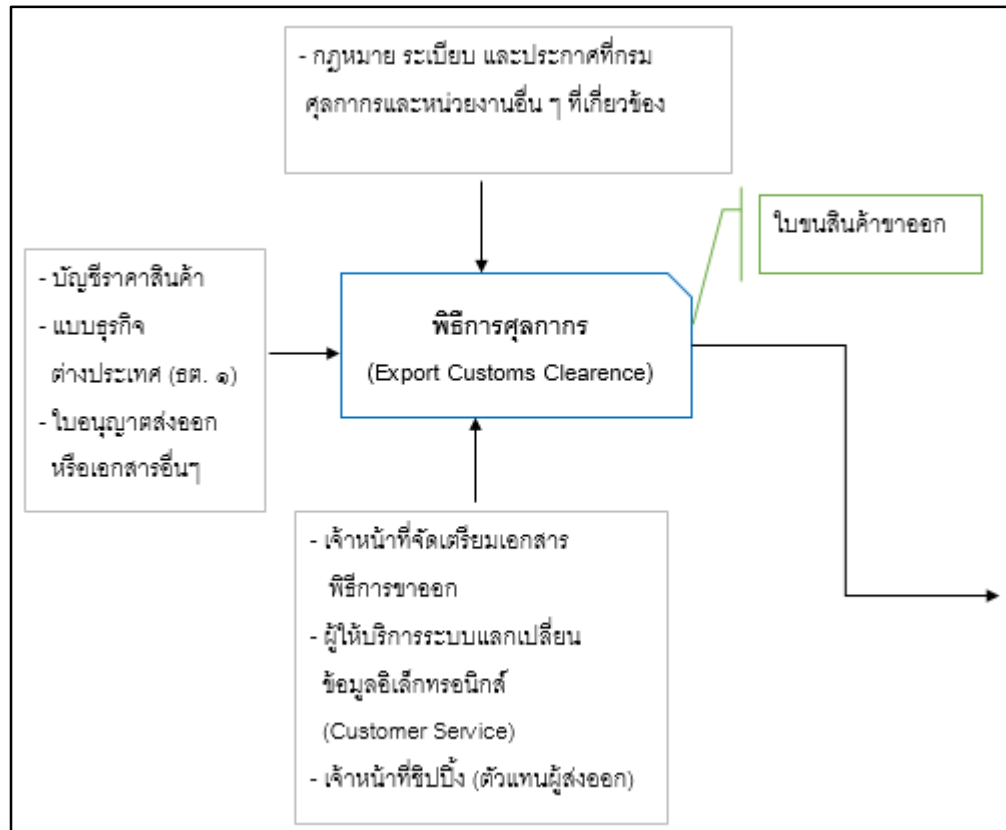 - กฎหมาย ระเบียบ และประกาศที่กรม
ศุลกากรและหน่วยงานอื่น ๆ ที่เกี่ยวข้อง
ใบขนสินค้าขาออก
- บัญชีราคาสินค้า
- แบบธุรกิจ
ต่างประเทศ (ธต. ๑)
- ใบอนุญาตส่งออก
หรือเอกสารอื่นๆ
พิธีการศุลกากร
(Export Customs Clearence)
- เจ้าหน้าที่จัดเตรียมเอกสาร
พิธีการขาออก
- ผู้ให้บริการระบบแลกเปลี่ยน
ข้อมูลอิเล็กทรอนิกส์
(Customer Service)
- เจ้าหน้าที่ชิปปิ้ง (ตัวแทนผู้ส่งออก)